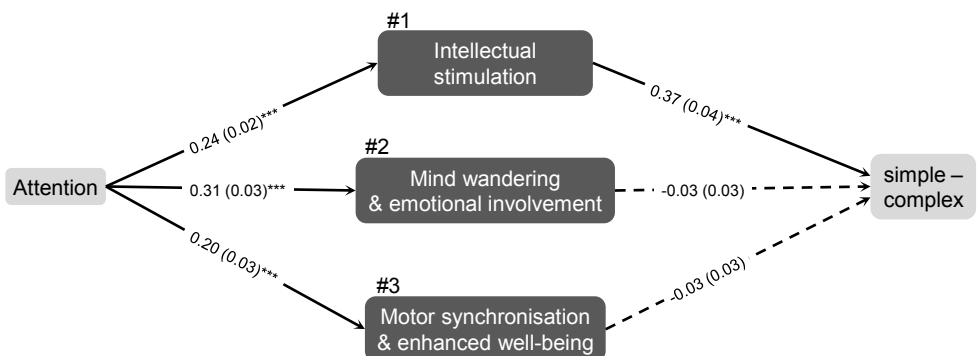 #1
Intellectual
stimulation
0.24 (0.02)***
0.37 (0.04)***
#2
Attention
0.31 (0.03)***
Mind wandering
& emotional involvement
-0.03 (0.03)
simple –
complex
0.20 (0.03)***
-0.03 (0.03)
#3
Motor synchronisation
& enhanced well-being